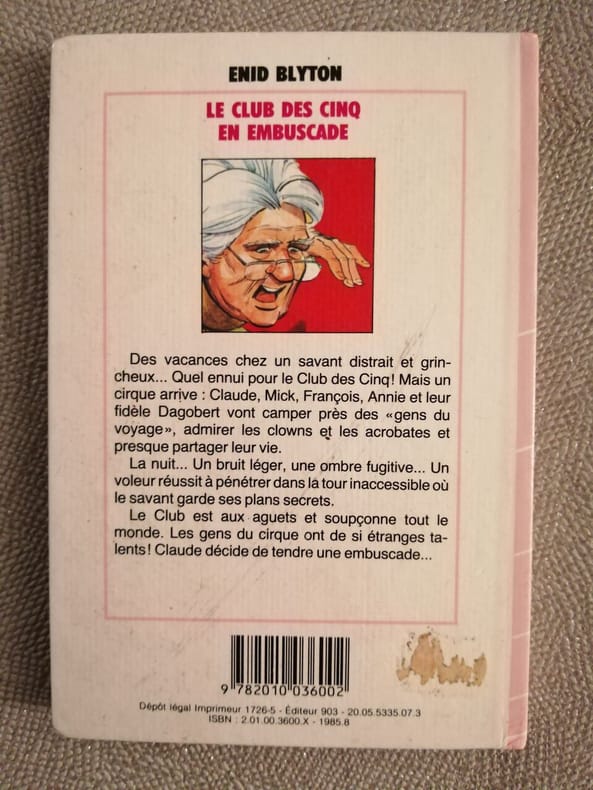 ENID BLYTON
LE CLUB DES CINQ
EN EMBUSCADE
Des vacances chez un savant distrait et grin-
cheux... Quel ennui pour le Club des Cinq! Mais un
cirque arrive : Claude, Mick, François, Annie et leur
fidèle Dagobert vont camper près des «gens du
voyage», admirer les clowns et les acrobates et
presque partager leur vie.
La nuit... Un bruit léger, une ombre fugitive... Un
voleur réussit à pénétrer dans la tour inaccessible où
le savant garde ses plans secrets.
Le Club est aux aguets et soupçonne tout le
monde. Les gens du cirque ont de si étranges ta-
lents! Claude décide de tendre une embuscade...
9 782010 036002
Dépôt légal Imprimeur 1726-5 - Éditeur 903 - 20.05.5335.07.3
ISBN : 2.01.00.3600.X - 1985.8